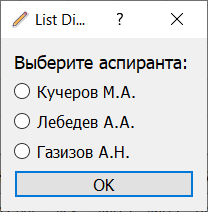 List Di... ?
Выберите аспиранта:
Кучеров М.А.
Лебедев А.А.
Газизов А.Н.
OK